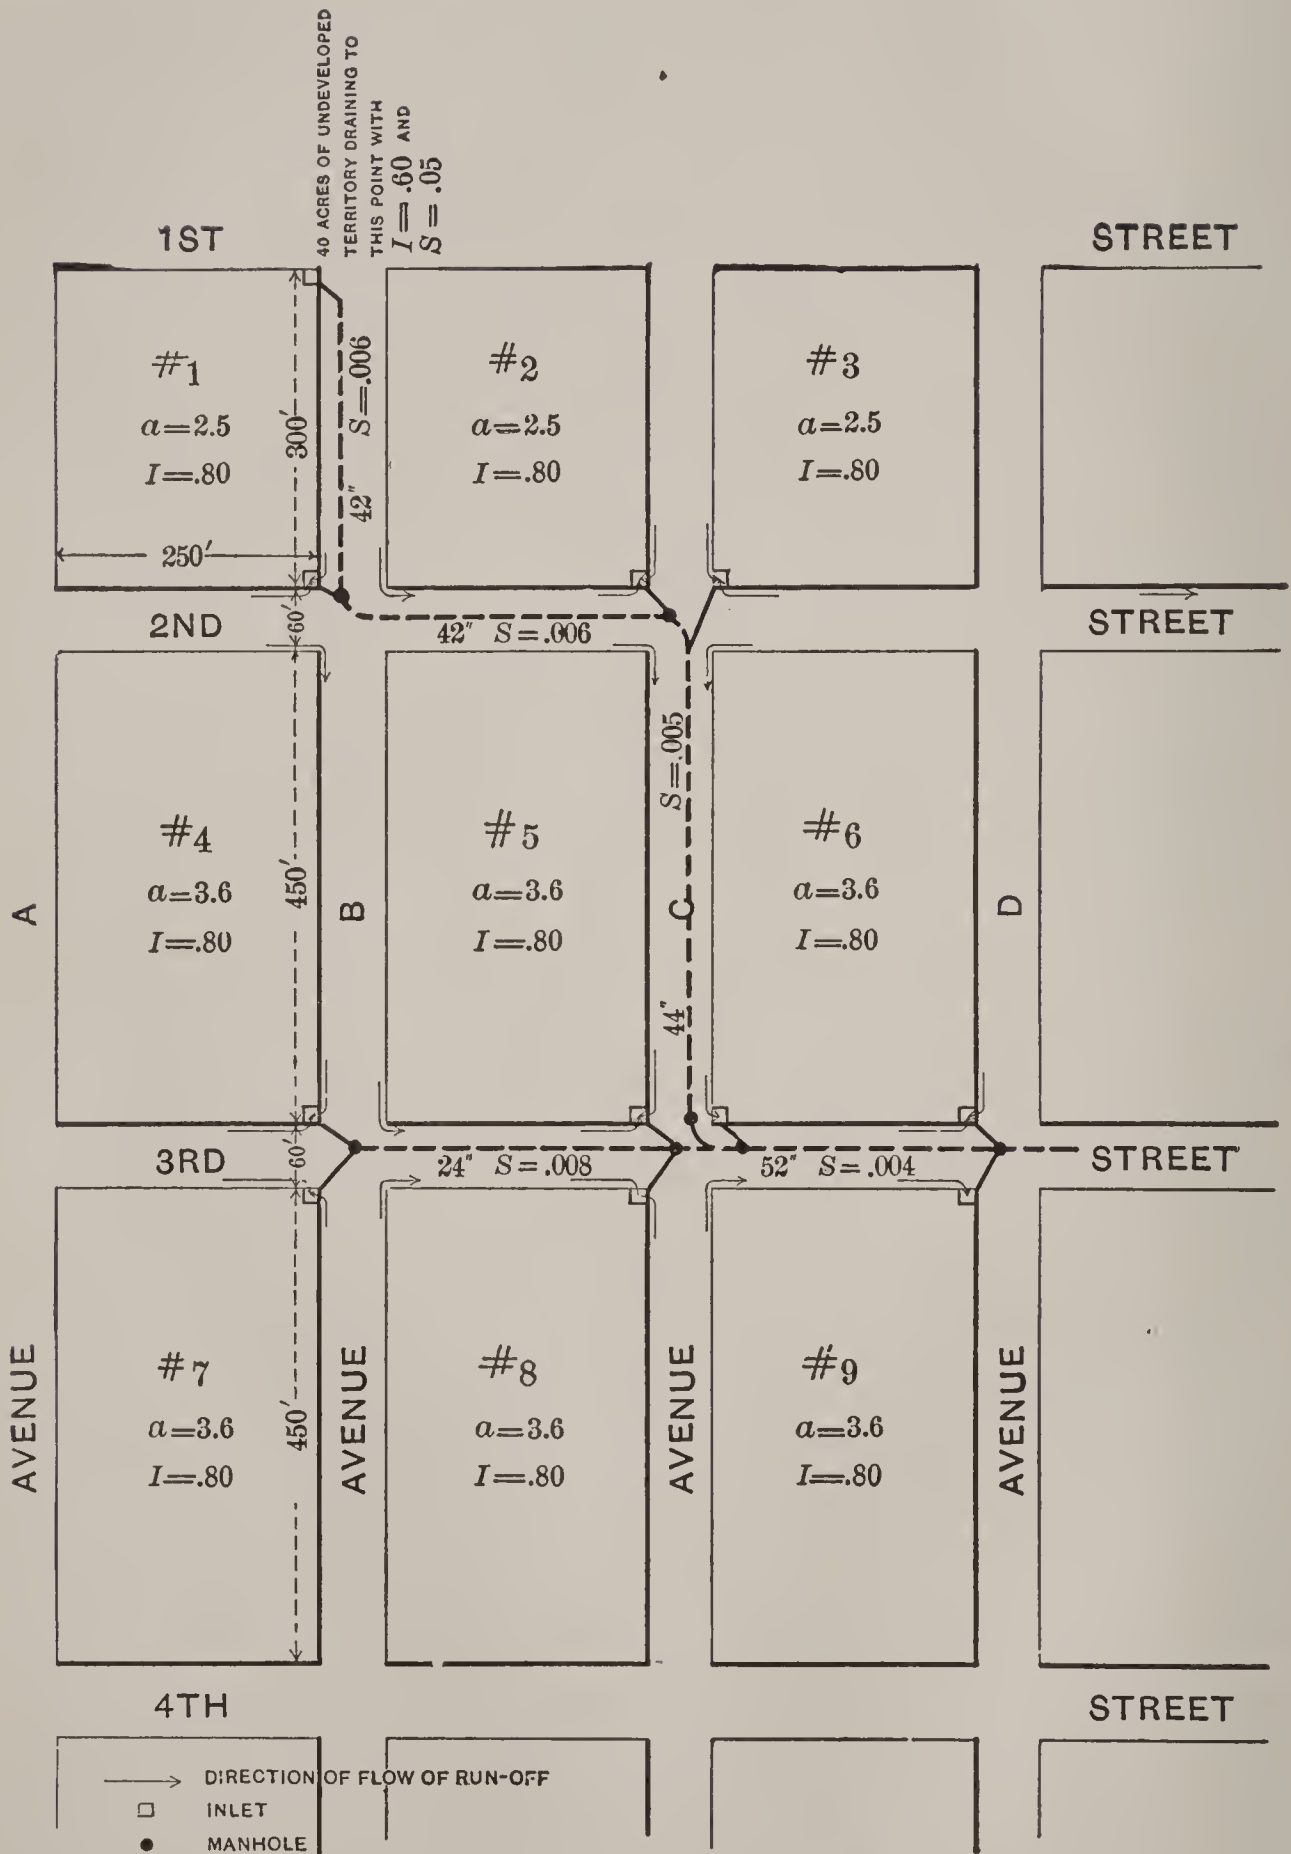 40 ACRES OF UNDEVELOPED
TERRITORY DRAINING TO
THIS POINT WITH
I=.60 AND
S=.05
1ST
STREET
#1
a=2.5
I=.80
300'
250'
42" S=.006
#2
a=2.5
I=.80
#3
a=2.5
I=.80
2ND
60'
42" S=.006
STREET
#4
a=3.6
I=.80
450'
#5
a=3.6
I=.80
S=.005
44"
#6
a=3.6
I=.80
A
B
C
D
3RD
60'
24" S=.008
52" S=.004
STREET
#7
a=3.6
I=.80
450'
#8
a=3.6
I=.80
#9
a=3.6
I=.80
AVENUE
AVENUE
AVENUE
AVENUE
4TH
STREET
DIRECTION OF FLOW OF RUN-OFF
INLET
MANHOLE